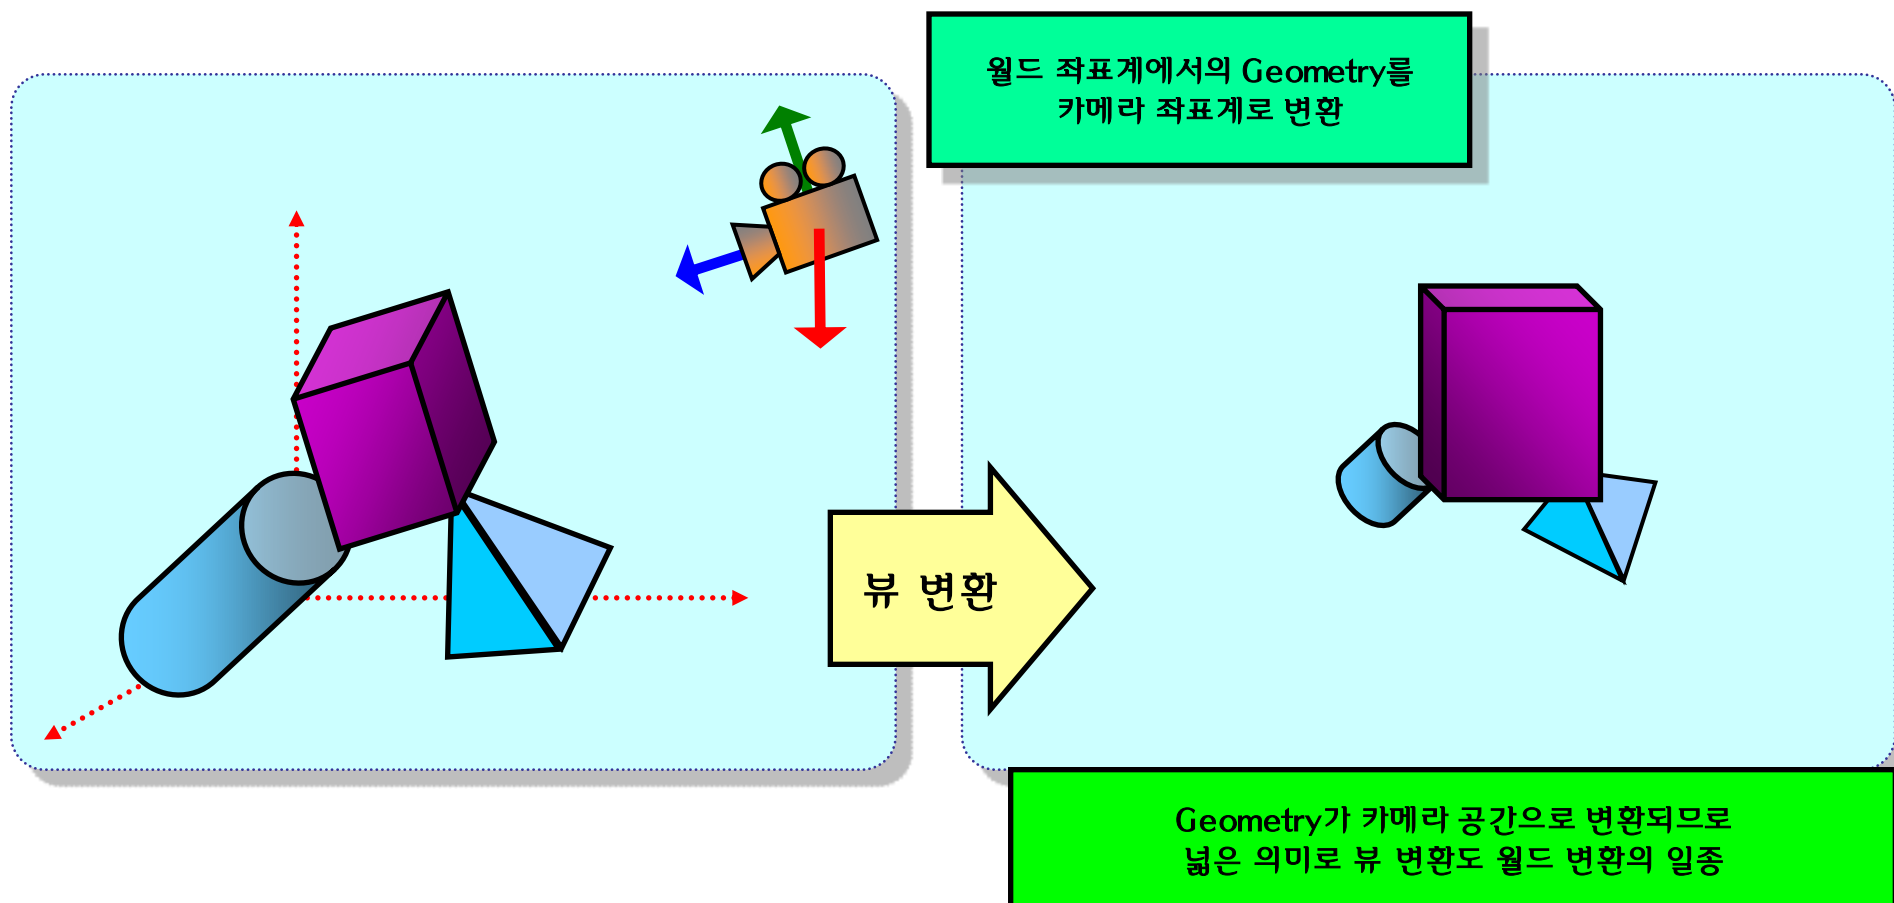 월드 좌표계에서의 Geometry를
카메라 좌표계로 변환
뷰 변환
Geometry가 카메라 공간으로 변환되므로
넓은 의미로 뷰 변환도 월드 변환의 일종